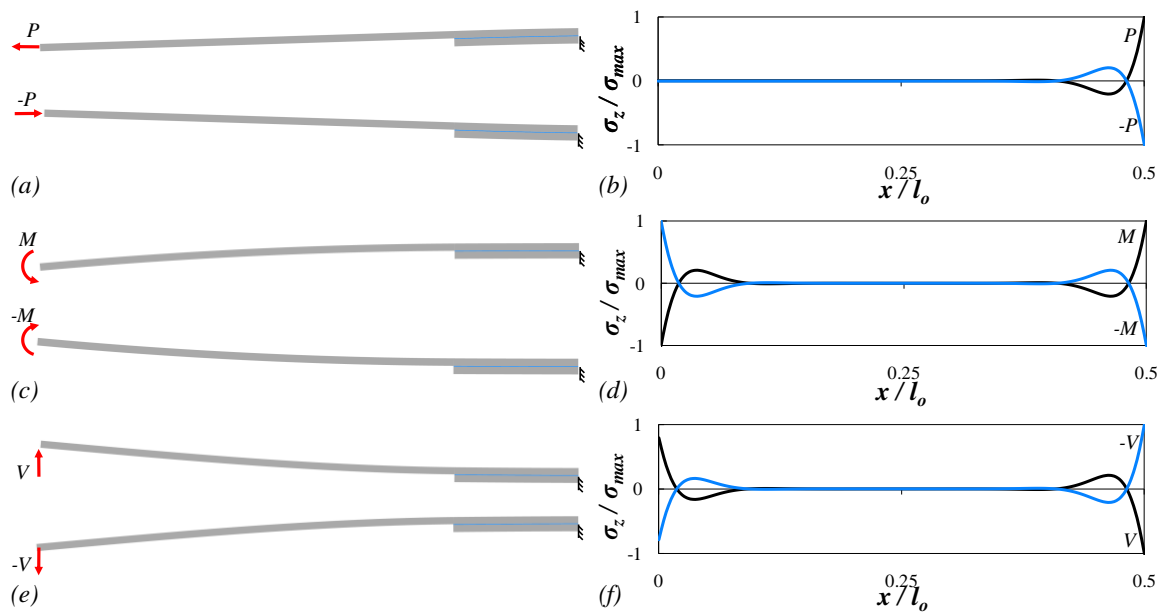 P
-P
(a)
σz / σmax
1
0
-1
P
-P
0
0.25
0.5
x / lo
(b)
M
-M
(c)
σz / σmax
1
0
-1
M
-M
0
0.25
0.5
x / lo
(d)
V
-V
(e)
σz / σmax
1
0
-1
-V
V
0
0.25
0.5
x / lo
(f)